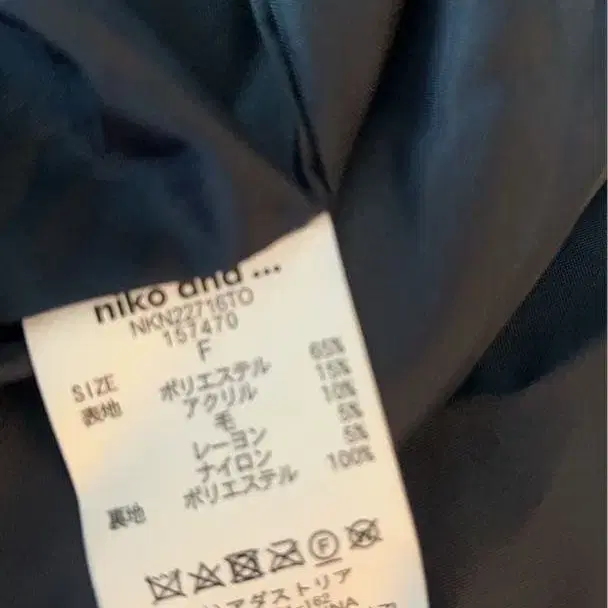 niko and ...
NKN22716TO
157470
SIZE F
表地 ポリエステル 65%
アクリル 15%
毛 10%
レーヨン 5%
ナイロン 5%
裏地 ポリエステル 100%
F
アダストリア